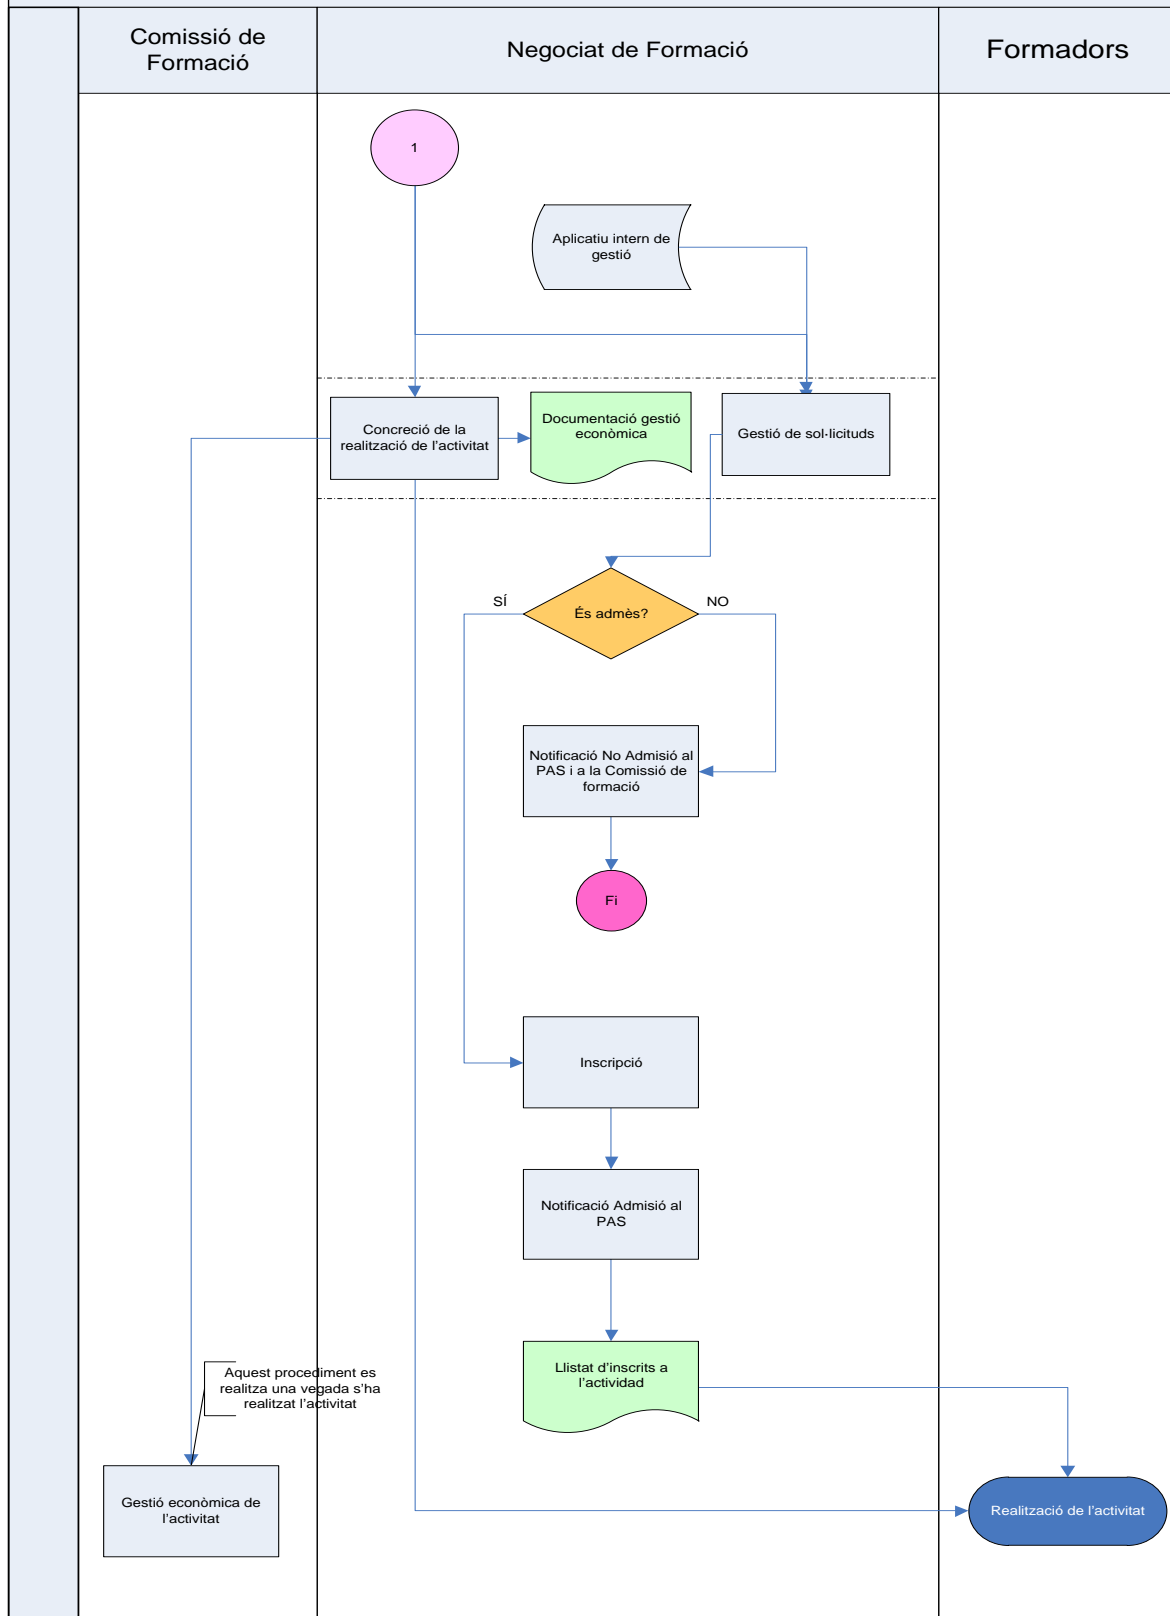 Comissió de
Formació
Negociat de Formació
Formadors
1
Aplicatiu intern de
gestió
Concreció de la
realització de l'activitat
Documentació gestió
econòmica
Gestió de sol·licituds
SÍ
És admès?
NO
Notificació No Admisió al
PAS i a la Comissió de
formació
Fi
Inscripció
Notificació Admisió al
PAS
Llistat d'inscrits a
l'actividad
Aquest procediment es
realitza una vegada s'ha
realitzat l'activitat
Gestió econòmica de
l'activitat
Realització de l'activitat